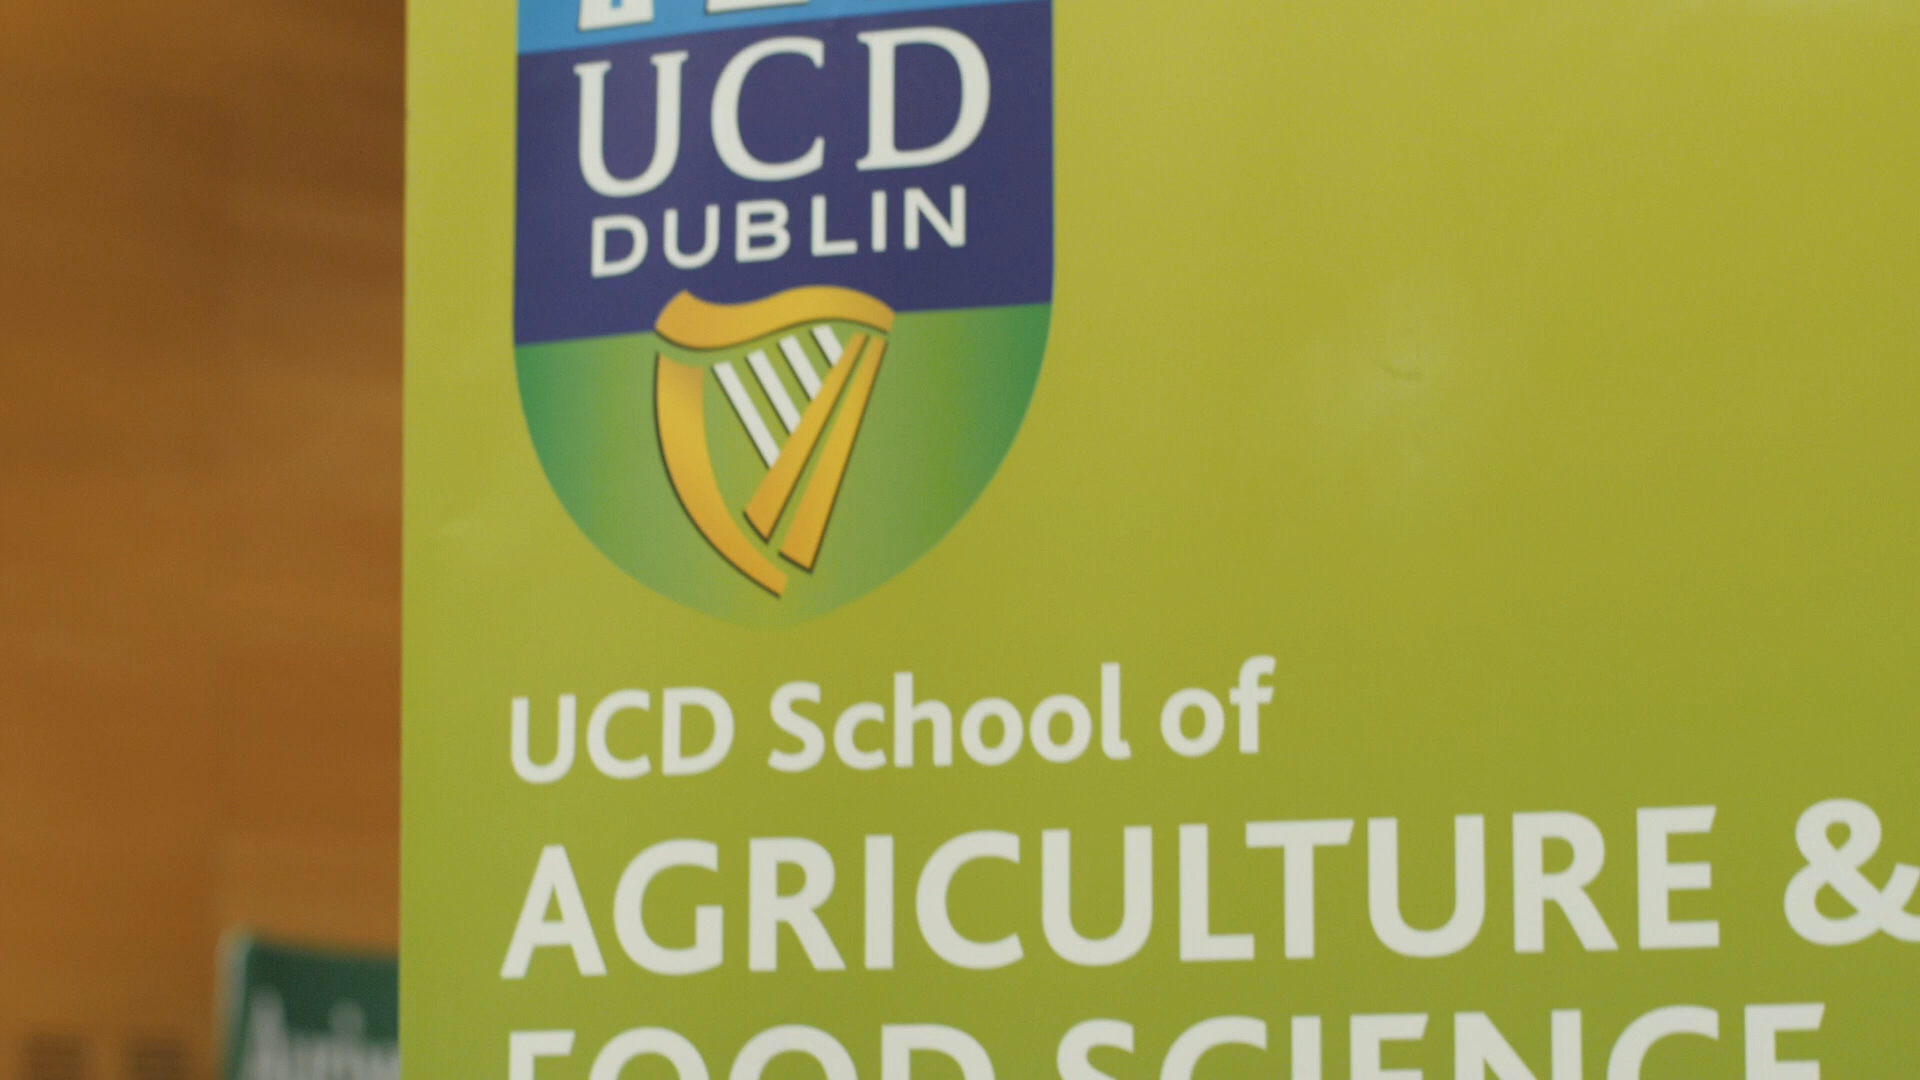 UCD
DUBLIN
UCD School of
AGRICULTURE &
FOOD SCIENCE